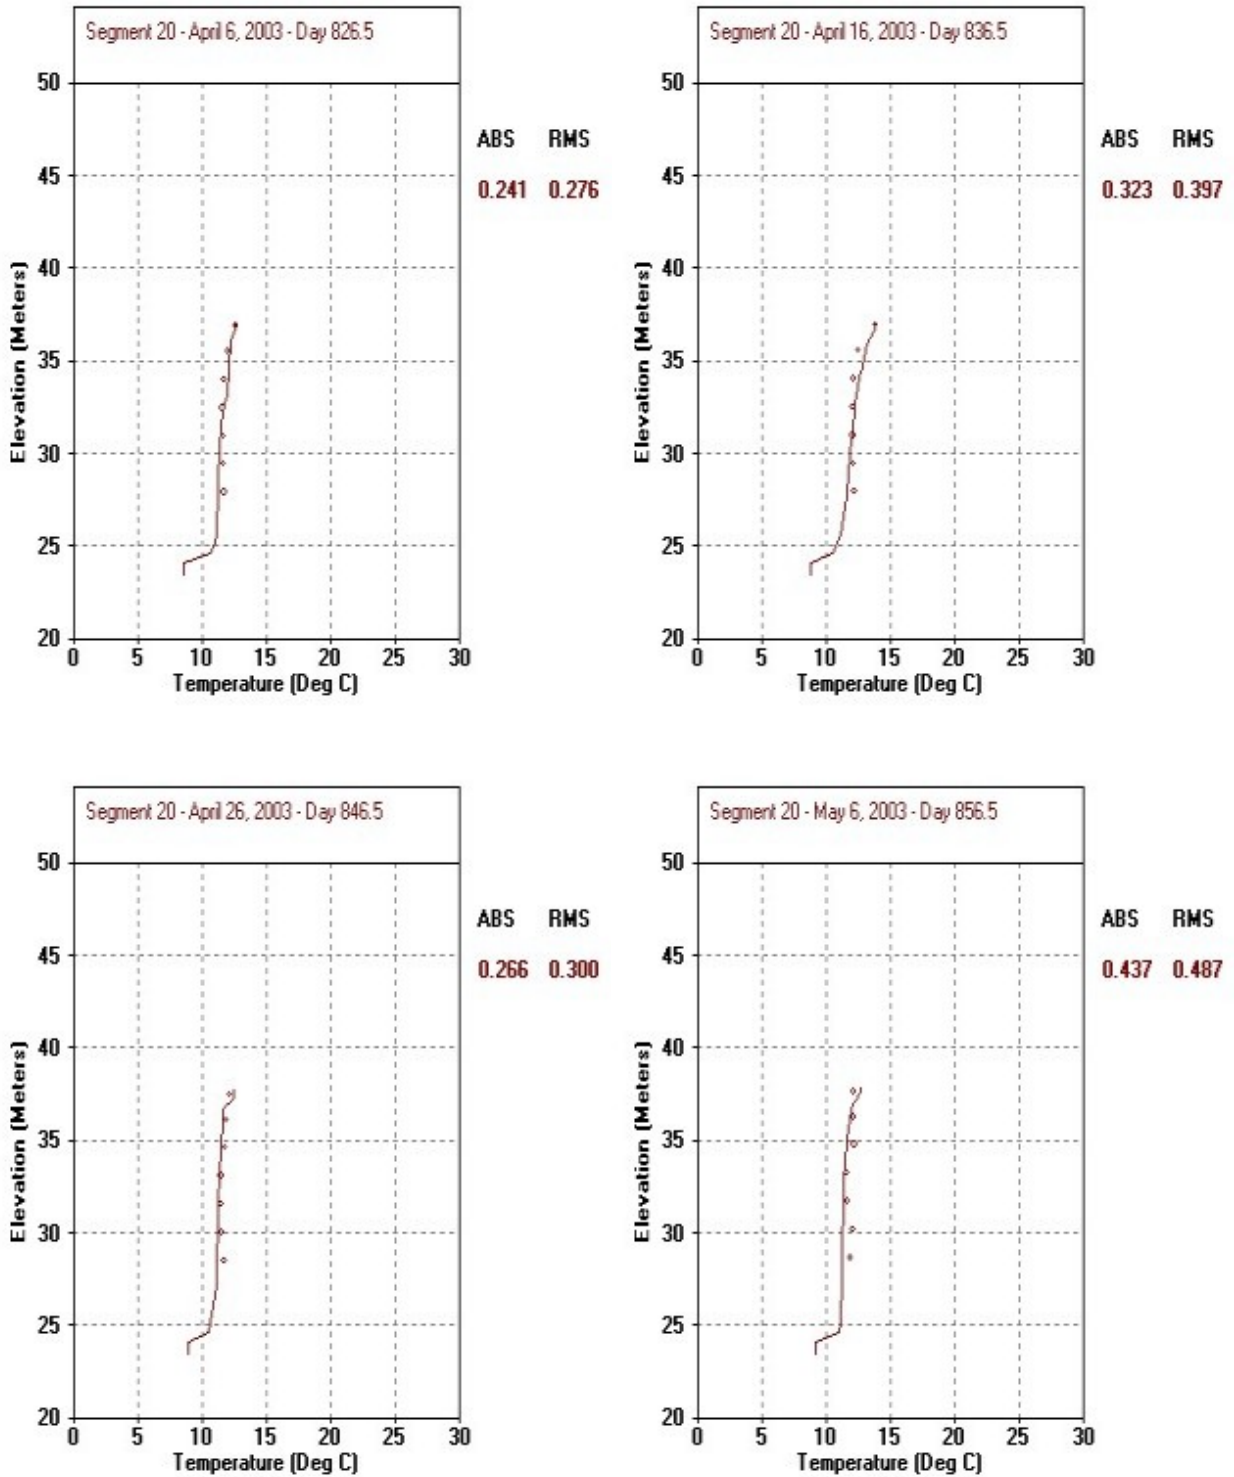 Segment 20 - April 6, 2003 - Day 826.5
50
45
40
35
30
25
20
0 5 10 15 20 25 30
Elevation (Meters)
Temperature (Deg C)
ABS RMS
0.241 0.276
Segment 20 - April 16, 2003 - Day 836.5
50
45
40
35
30
25
20
0 5 10 15 20 25 30
Elevation (Meters)
Temperature (Deg C)
ABS RMS
0.323 0.397
Segment 20 - April 26, 2003 - Day 846.5
50
45
40
35
30
25
20
0 5 10 15 20 25 30
Elevation (Meters)
Temperature (Deg C)
ABS RMS
0.266 0.300
Segment 20 - May 6, 2003 - Day 856.5
50
45
40
35
30
25
20
0 5 10 15 20 25 30
Elevation (Meters)
Temperature (Deg C)
ABS RMS
0.437 0.487